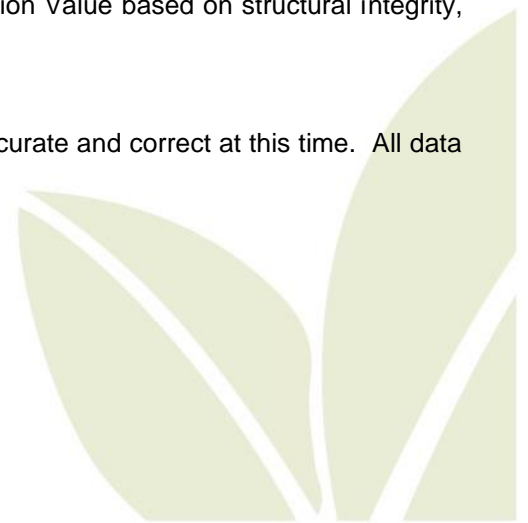 ion Value based on structural integrity,
curate and correct at this time. All data